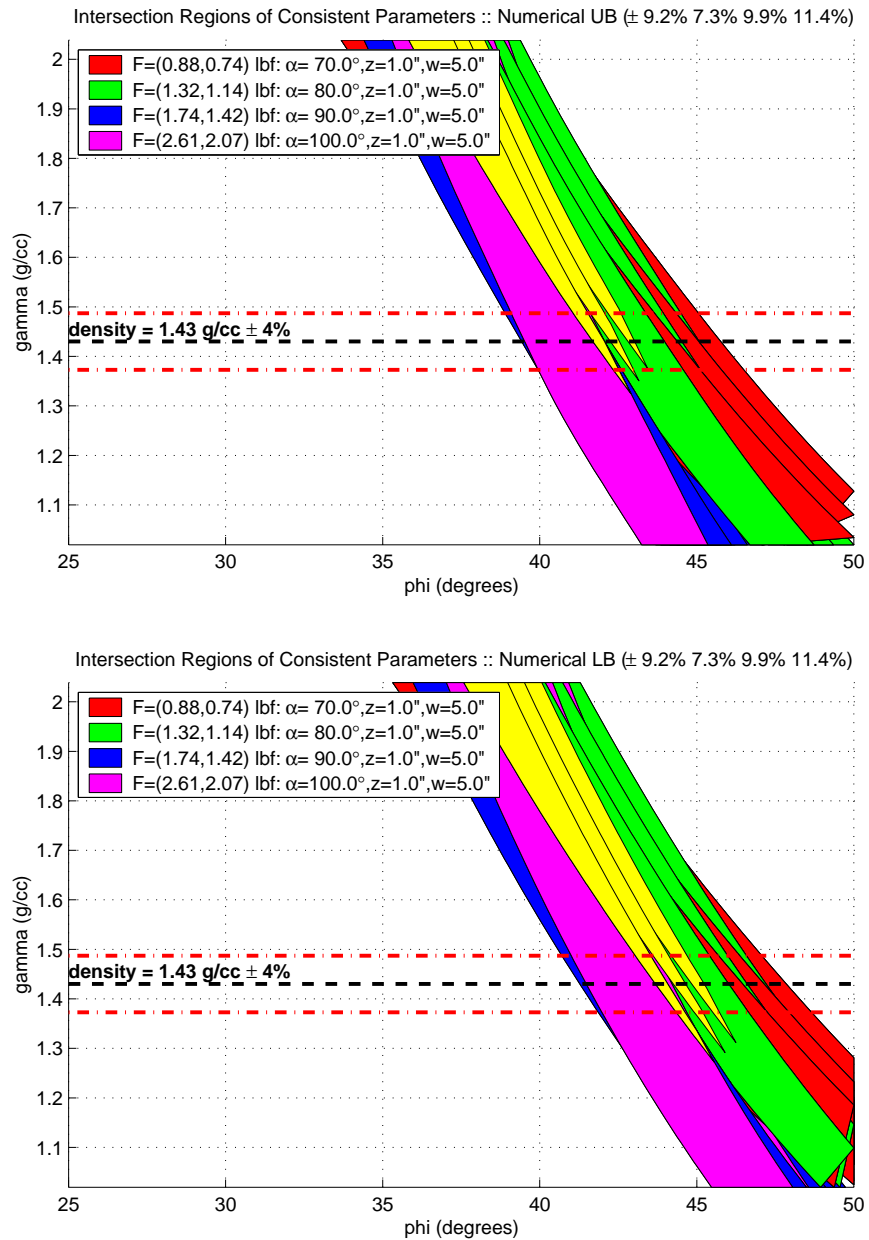 Intersection Regions of Consistent Parameters :: Numerical UB (± 9.2% 7.3% 9.9% 11.4%)
2
1.9
1.8
1.7
1.6
1.5
1.4
1.3
1.2
1.1
gamma (g/cc)
F=(0.88,0.74) lbf: α= 70.0°,z=1.0",w=5.0"
F=(1.32,1.14) lbf: α= 80.0°,z=1.0",w=5.0"
F=(1.74,1.42) lbf: α= 90.0°,z=1.0",w=5.0"
F=(2.61,2.07) lbf: α=100.0°,z=1.0",w=5.0"
density = 1.43 g/cc ± 4%
25 30 35 40 45 50
phi (degrees)
Intersection Regions of Consistent Parameters :: Numerical LB (± 9.2% 7.3% 9.9% 11.4%)
2
1.9
1.8
1.7
1.6
1.5
1.4
1.3
1.2
1.1
gamma (g/cc)
F=(0.88,0.74) lbf: α= 70.0°,z=1.0",w=5.0"
F=(1.32,1.14) lbf: α= 80.0°,z=1.0",w=5.0"
F=(1.74,1.42) lbf: α= 90.0°,z=1.0",w=5.0"
F=(2.61,2.07) lbf: α=100.0°,z=1.0",w=5.0"
density = 1.43 g/cc ± 4%
25 30 35 40 45 50
phi (degrees)